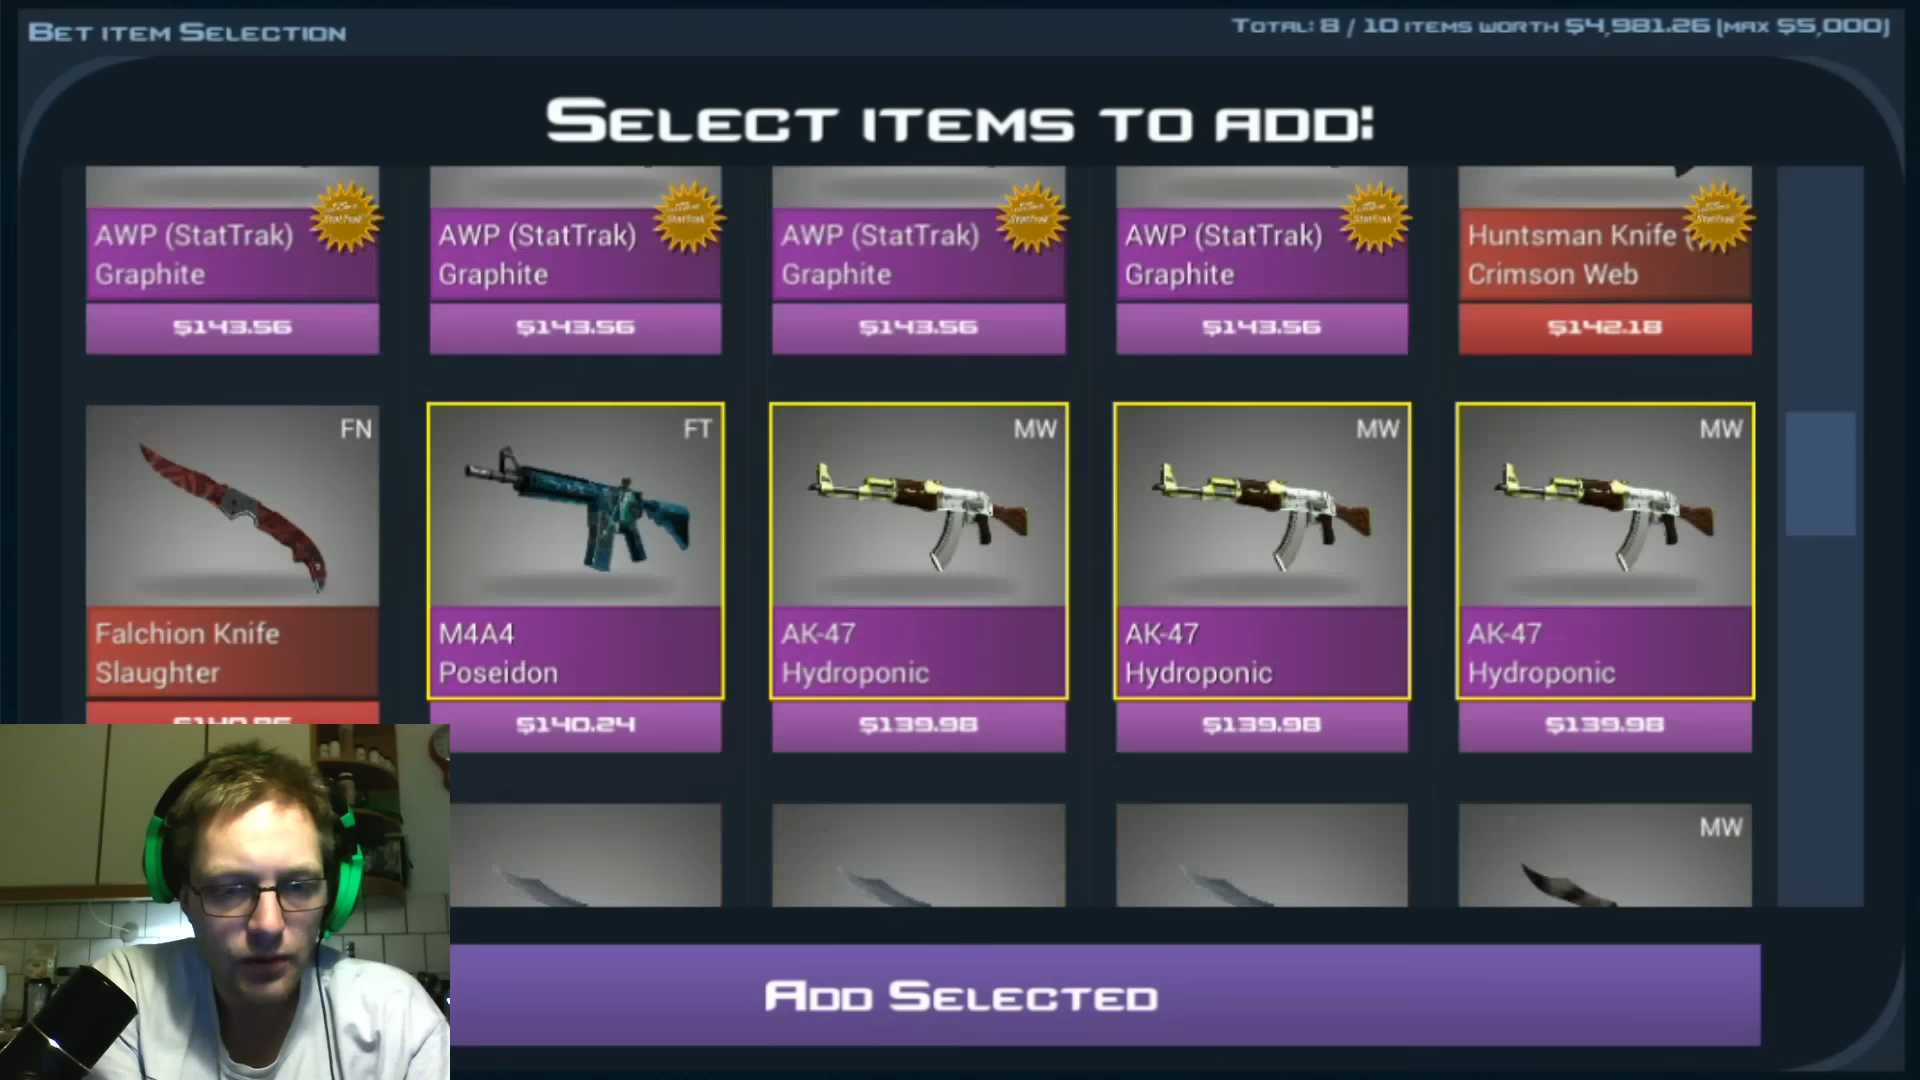 Bet item Selection
Total: 8 / 10 items worth $4,981.26 (max $5,000)
Select items to add:
AWP (StatTrak)
Graphite
$143.56
AWP (StatTrak)
Graphite
$143.56
AWP (StatTrak)
Graphite
$143.56
AWP (StatTrak)
Graphite
$143.56
Huntsman Knife (
Crimson Web
$142.18
FN
Falchion Knife
Slaughter
FT
M4A4
Poseidon
$140.24
MW
AK-47
Hydroponic
$139.98
MW
AK-47
Hydroponic
$139.98
MW
AK-47
Hydroponic
$139.98
MW
Add Selected